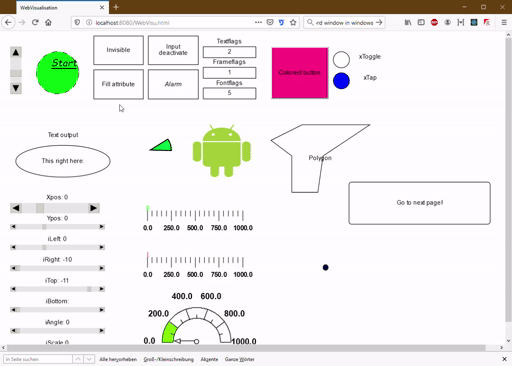 WebVisualisation
localhost:8080/WebVisu.html
rd window in windows
Start
Invisible
Input
deactivate
Fill attribute
Alarm
Textflags
2
Frameflags
1
Fontflags
5
Colored button
xToggle
xTap
Text output
This right here:
Polygon
Go to next page!
Xpos: 0
Ypos: 0
iLeft: 0
iRight: -10
iTop: -11
iBottom:
iAngle: 0
iScale: 0
0.0 250.0 500.0 750.0 1000.0
0.0 250.0 500.0 750.0 1000.0
0.0 200.0 400.0 600.0 800.0 1000.0
In Seite suchen
Alle hervorheben Groß-/Kleinschreibung Akzente Ganze Wörter